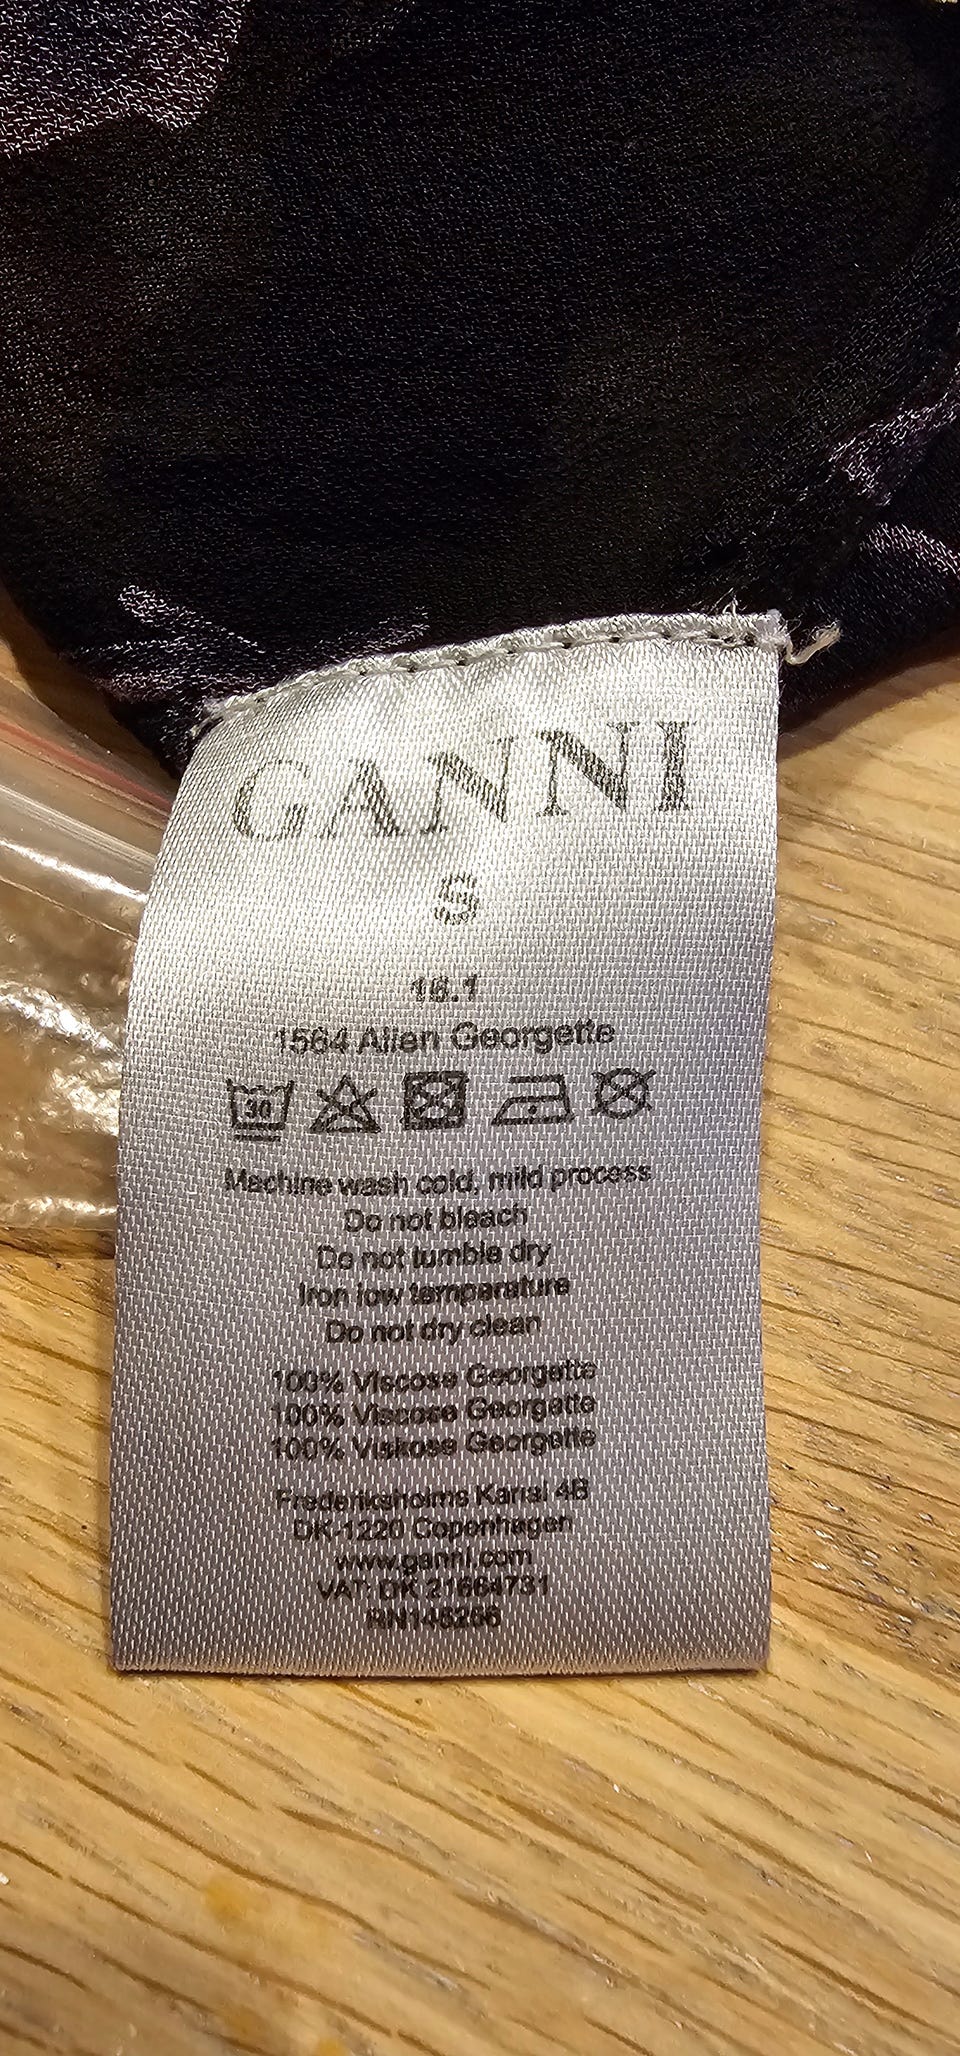 GANNI
S
16.1
1564 Allen Georgette
30
Machine wash cold, mild process
Do not bleach
Do not tumble dry
Iron low temperature
Do not dry clean
100% Viscose Georgette
100% Viscose Georgette
100% Viskose Georgette
Frederiksholms Kanal 4B
DK-1220 Copenhagen
www.ganni.com
VAT: DK 21664731
RN146266